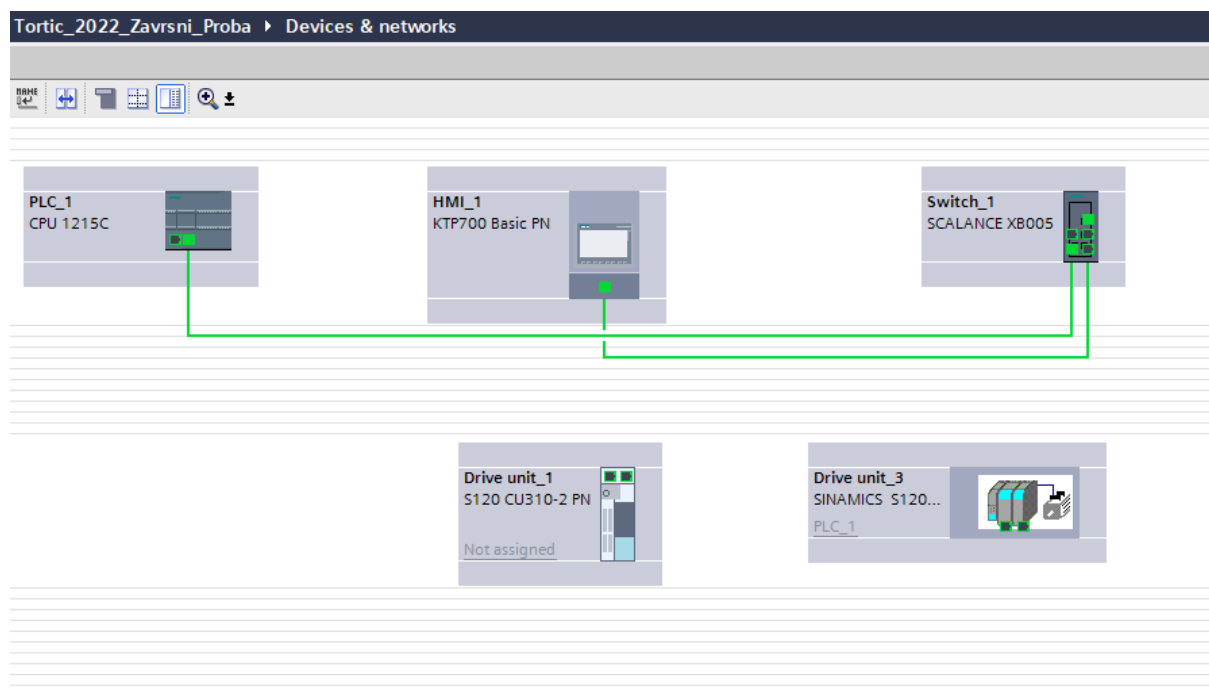 Tortic_2022_Zavrsni_Proba ▸ Devices & networks
NAME
PLC_1
CPU 1215C
HMI_1
KTP700 Basic PN
Switch_1
SCALANCE XB005
Drive unit_1
S120 CU310-2 PN
Not assigned
Drive unit_3
SINAMICS S120...
PLC_1